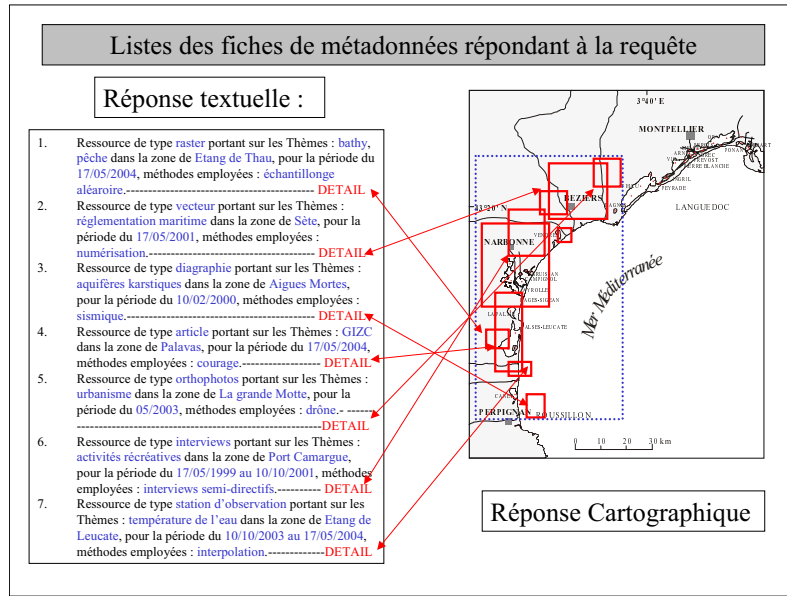 Listes des fiches de métadonnées répondant à la requête
Réponse textuelle :
1. Ressource de type raster portant sur les Thèmes : bathy,
pêche dans la zone de Etang de Thau, pour la période du
17/05/2004, méthodes employées : échantillonge
aléaroire.------------------------------------- DETAIL
2. Ressource de type vecteur portant sur les Thèmes :
réglementation maritime dans la zone de Sète, pour la
période du 17/05/2001, méthodes employées :
numérisation.--------------------------------- DETAIL
3. Ressource de type diagraphie portant sur les Thèmes :
aquifères karstiques dans la zone de Aigues Mortes,
pour la période du 10/02/2000, méthodes employées :
sismique.-------------------------------------- DETAIL
4. Ressource de type article portant sur les Thèmes : GIZC
dans la zone de Palavas, pour la période du 17/05/2004,
méthodes employées : courage.----------------- DETAIL
5. Ressource de type orthophotos portant sur les Thèmes :
urbanisme dans la zone de La grande Motte, pour la
période du 05/2003, méthodes employées : drône.- -------
-------------------------------------------------DETAIL
6. Ressource de type interviews portant sur les Thèmes :
activités récréatives dans la zone de Port Camargue,
pour la période du 17/05/1999 au 10/10/2001, méthodes
employées : interviews semi-directifs.---------- DETAIL
7. Ressource de type station d’observation portant sur les
Thèmes : température de l’eau dans la zone de Etang de
Leucate, pour la période du 10/10/2003 au 17/05/2004,
méthodes employées : interpolation.-------------DETAIL
3°40' E
MONTPELLIER
PREVOST
PIERRE BLANCHE
INGRIL
PEYRADE
LANGUEDOC
BEZIERS
43°20' N
NARBONNE
LAPALME
SALSES-LEUCATE
PERPIGNAN
ROUSSILLON
Mer Méditerranée
0 10 20 30 km
Réponse Cartographique